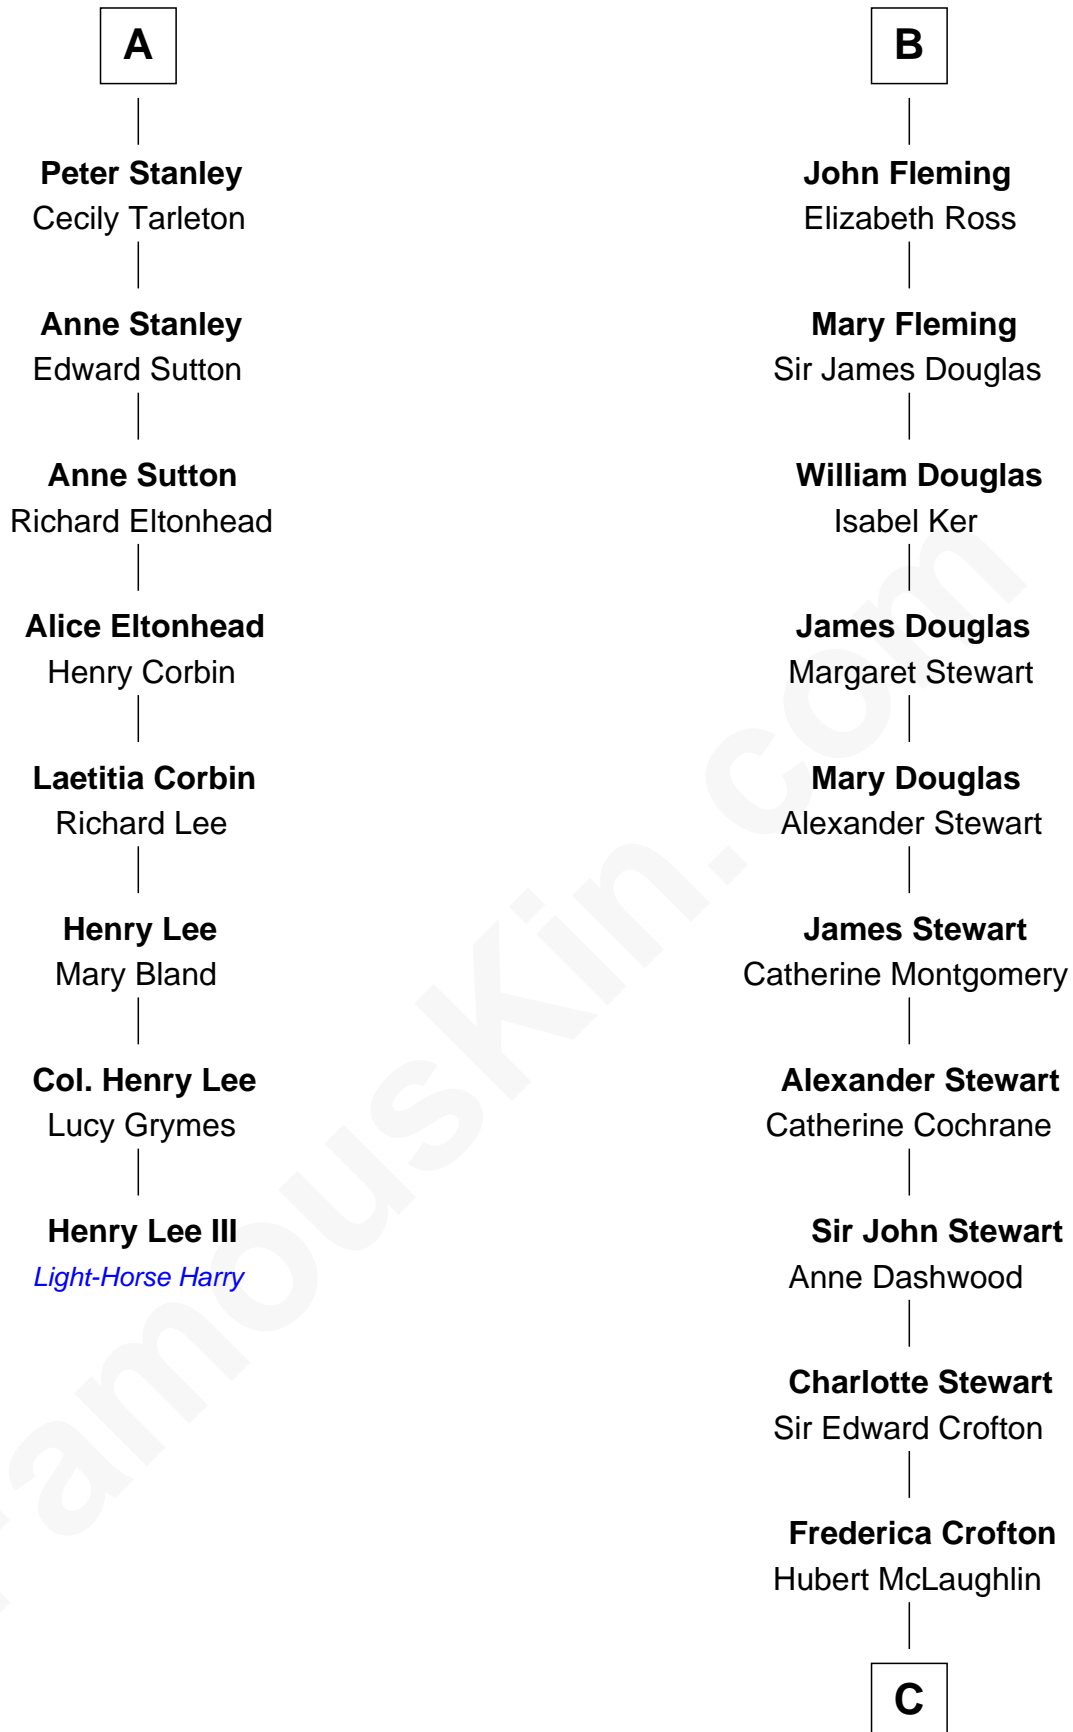 A
Peter Stanley
Cecily Tarleton
Anne Stanley
Edward Sutton
Anne Sutton
Richard Eltonhead
Alice Eltonhead
Henry Corbin
Laetitia Corbin
Richard Lee
Henry Lee
Mary Bland
Col. Henry Lee
Lucy Grymes
Henry Lee III
Light-Horse Harry
B
John Fleming
Elizabeth Ross
Mary Fleming
Sir James Douglas
William Douglas
Isabel Ker
James Douglas
Margaret Stewart
Mary Douglas
Alexander Stewart
James Stewart
Catherine Montgomery
Alexander Stewart
Catherine Cochrane
Sir John Stewart
Anne Dashwood
Charlotte Stewart
Sir Edward Crofton
Frederica Crofton
Hubert McLaughlin
C
FamousKin.com